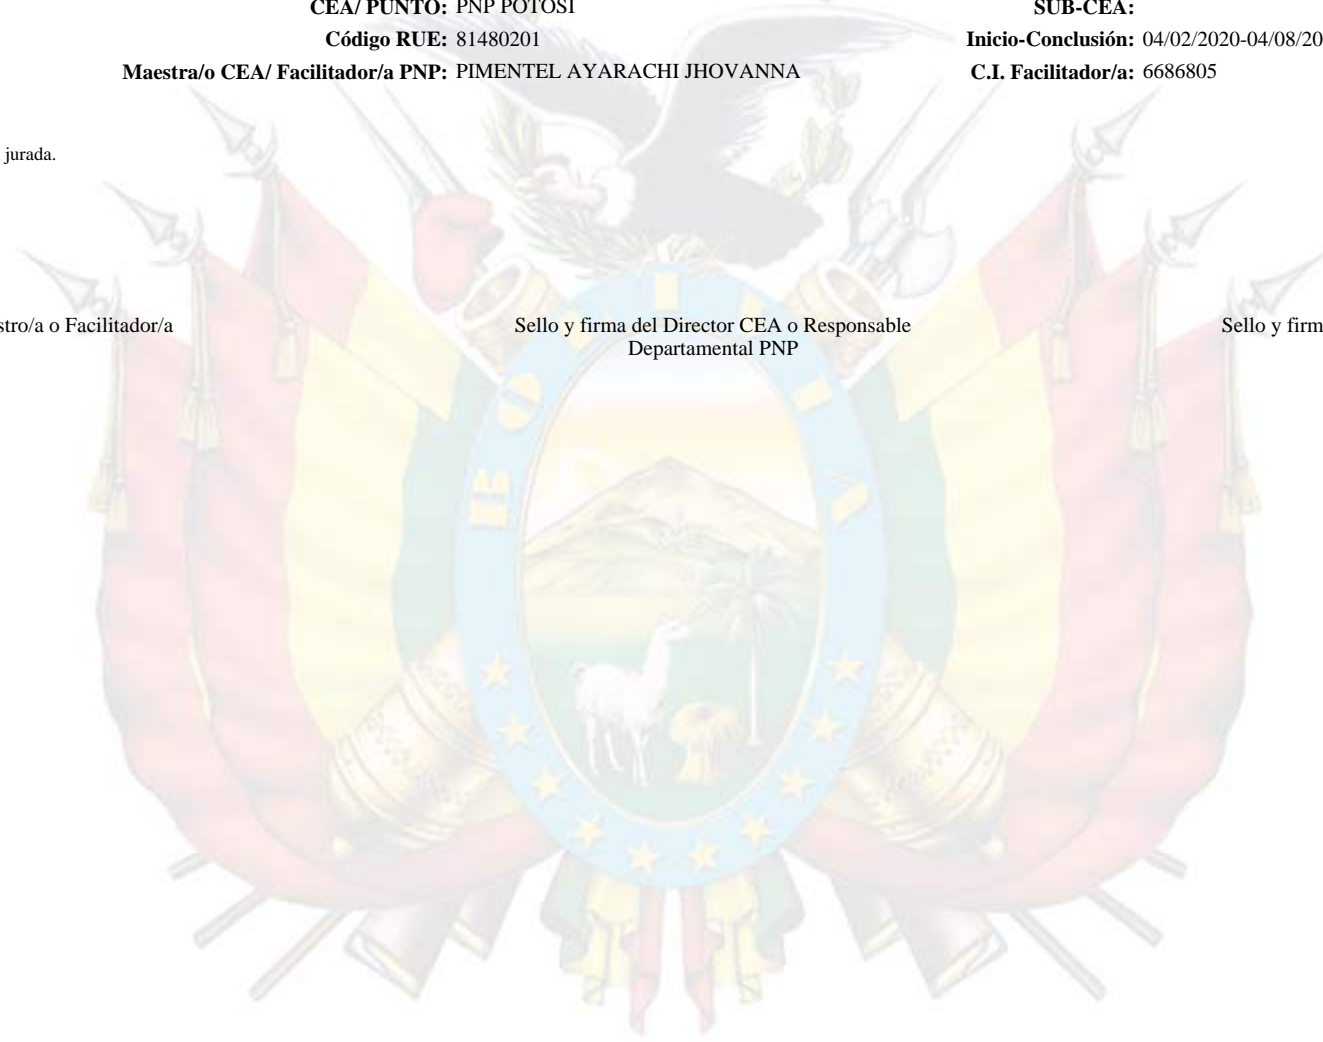 CEA/ PUNTO: PNP POTOSI SUB-CEA:
Código RUE: 81480201 Inicio-Conclusión: 04/02/2020-04/08/20
Maestra/o CEA/ Facilitador/a PNP: PIMENTEL AYARACHI JHOVANNA C.I. Facilitador/a: 6686805
jurada.
stro/a o Facilitador/a Sello y firma del Director CEA o Responsable Sello y firm
Departamental PNP
BOLIVIA